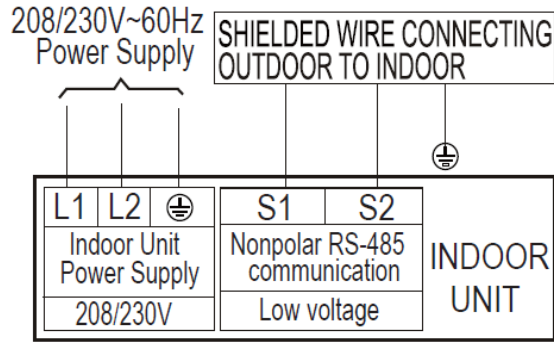 208/230V~60Hz
Power Supply
SHIELDED WIRE CONNECTING
OUTDOOR TO INDOOR
L1 L2
S1 S2
Indoor Unit
Power Supply
208/230V
Nonpolar RS-485
communication
Low voltage
INDOOR
UNIT